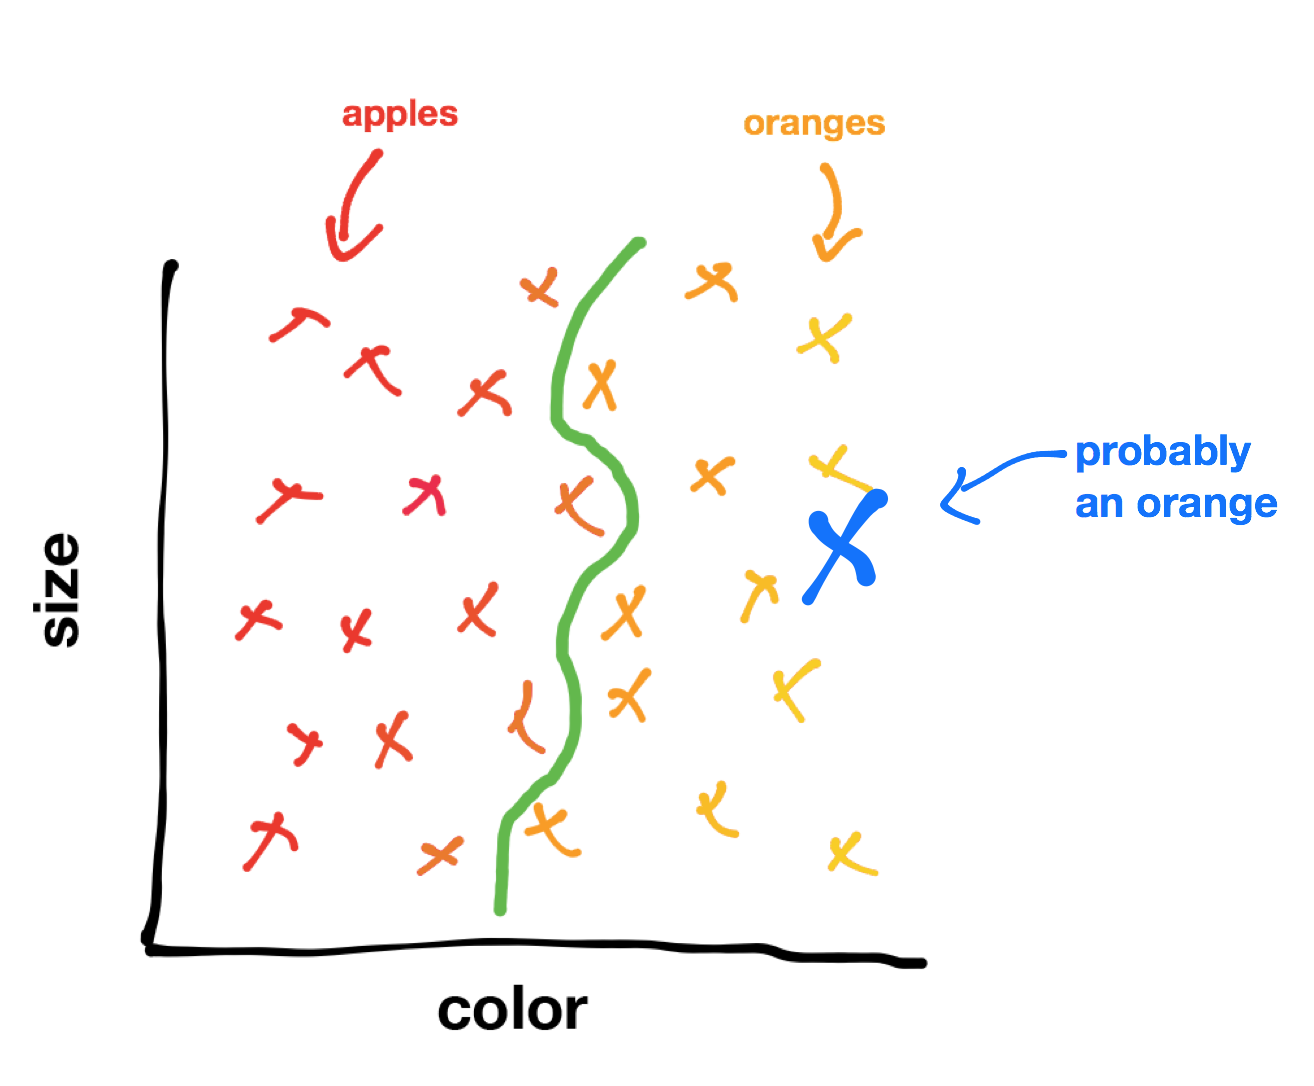 apples
oranges
probably
an orange
size
color